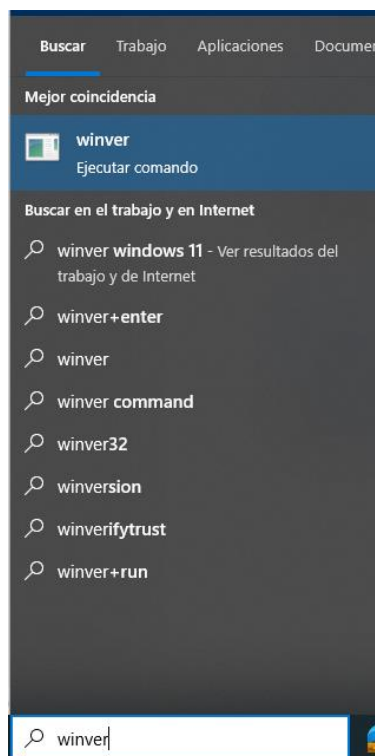 Buscar Trabajo Aplicaciones Documen
Mejor coincidencia
winver
Ejecutar comando
Buscar en el trabajo y en Internet
winver windows 11 - Ver resultados del
trabajo y de Internet
winver+enter
winver
winver command
winver32
winversion
winverifytrust
winver+run
winver